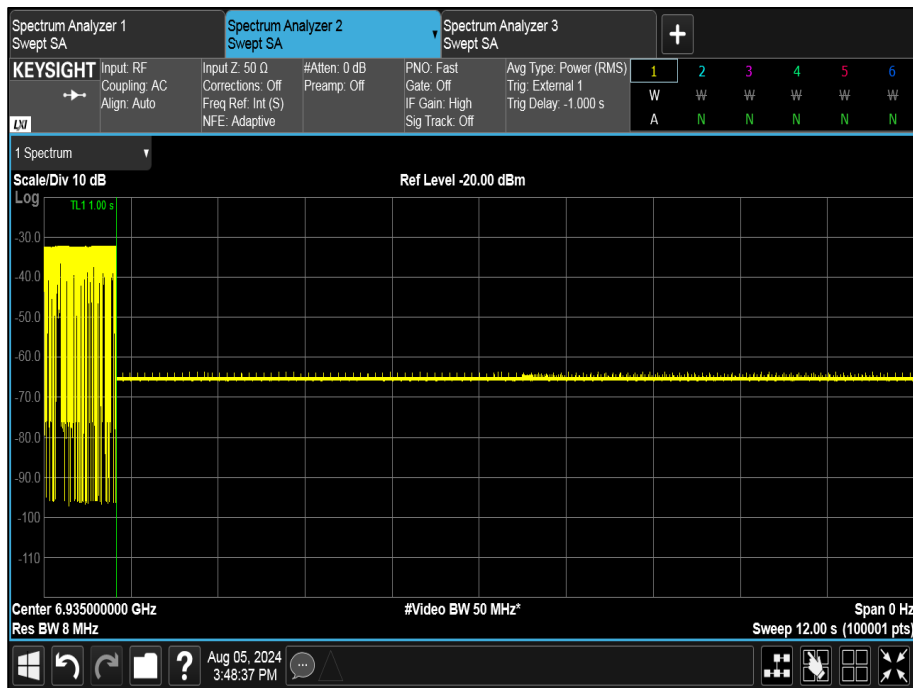 Spectrum Analyzer 1
Swept SA
Spectrum Analyzer 2
Swept SA
Spectrum Analyzer 3
Swept SA
+
KEYSIGHT
LXI
Input: RF
Coupling: AC
Align: Auto
Input Z: 50 Ω
Corrections: Off
Freq Ref: Int (S)
NFE: Adaptive
#Atten: 0 dB
Preamp: Off
PNO: Fast
Gate: Off
IF Gain: High
Sig Track: Off
Avg Type: Power (RMS)
Trig: External 1
Trig Delay: -1.000 s
1 2 3 4 5 6
W W W W W W
A N N N N N
1 Spectrum
Scale/Div 10 dB
Ref Level -20.00 dBm
Log
TL1 1.00 s
-30.0
-40.0
-50.0
-60.0
-70.0
-80.0
-90.0
-100
-110
Center 6.935000000 GHz
#Video BW 50 MHz*
Span 0 Hz
Res BW 8 MHz
Sweep 12.00 s (100001 pts)
?
Aug 05, 2024
3:48:37 PM
...